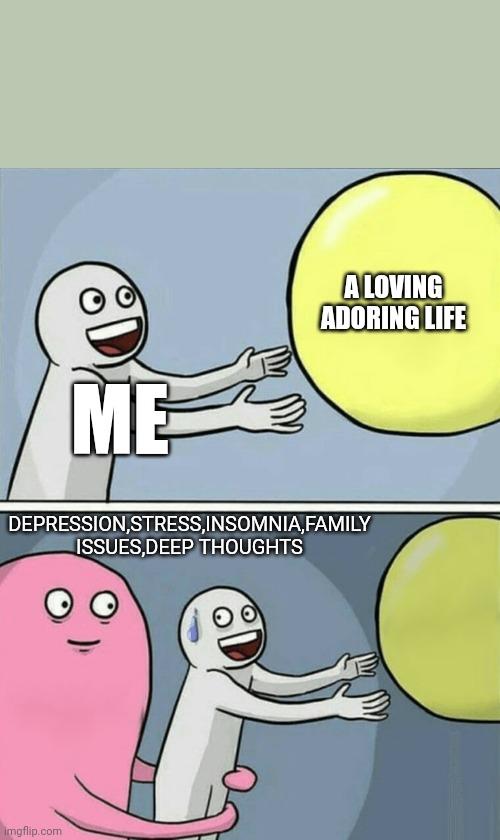 A LOVING
ADORING LIFE
ME
DEPRESSION,STRESS,INSOMNIA,FAMILY
ISSUES,DEEP THOUGHTS
imgflip.com